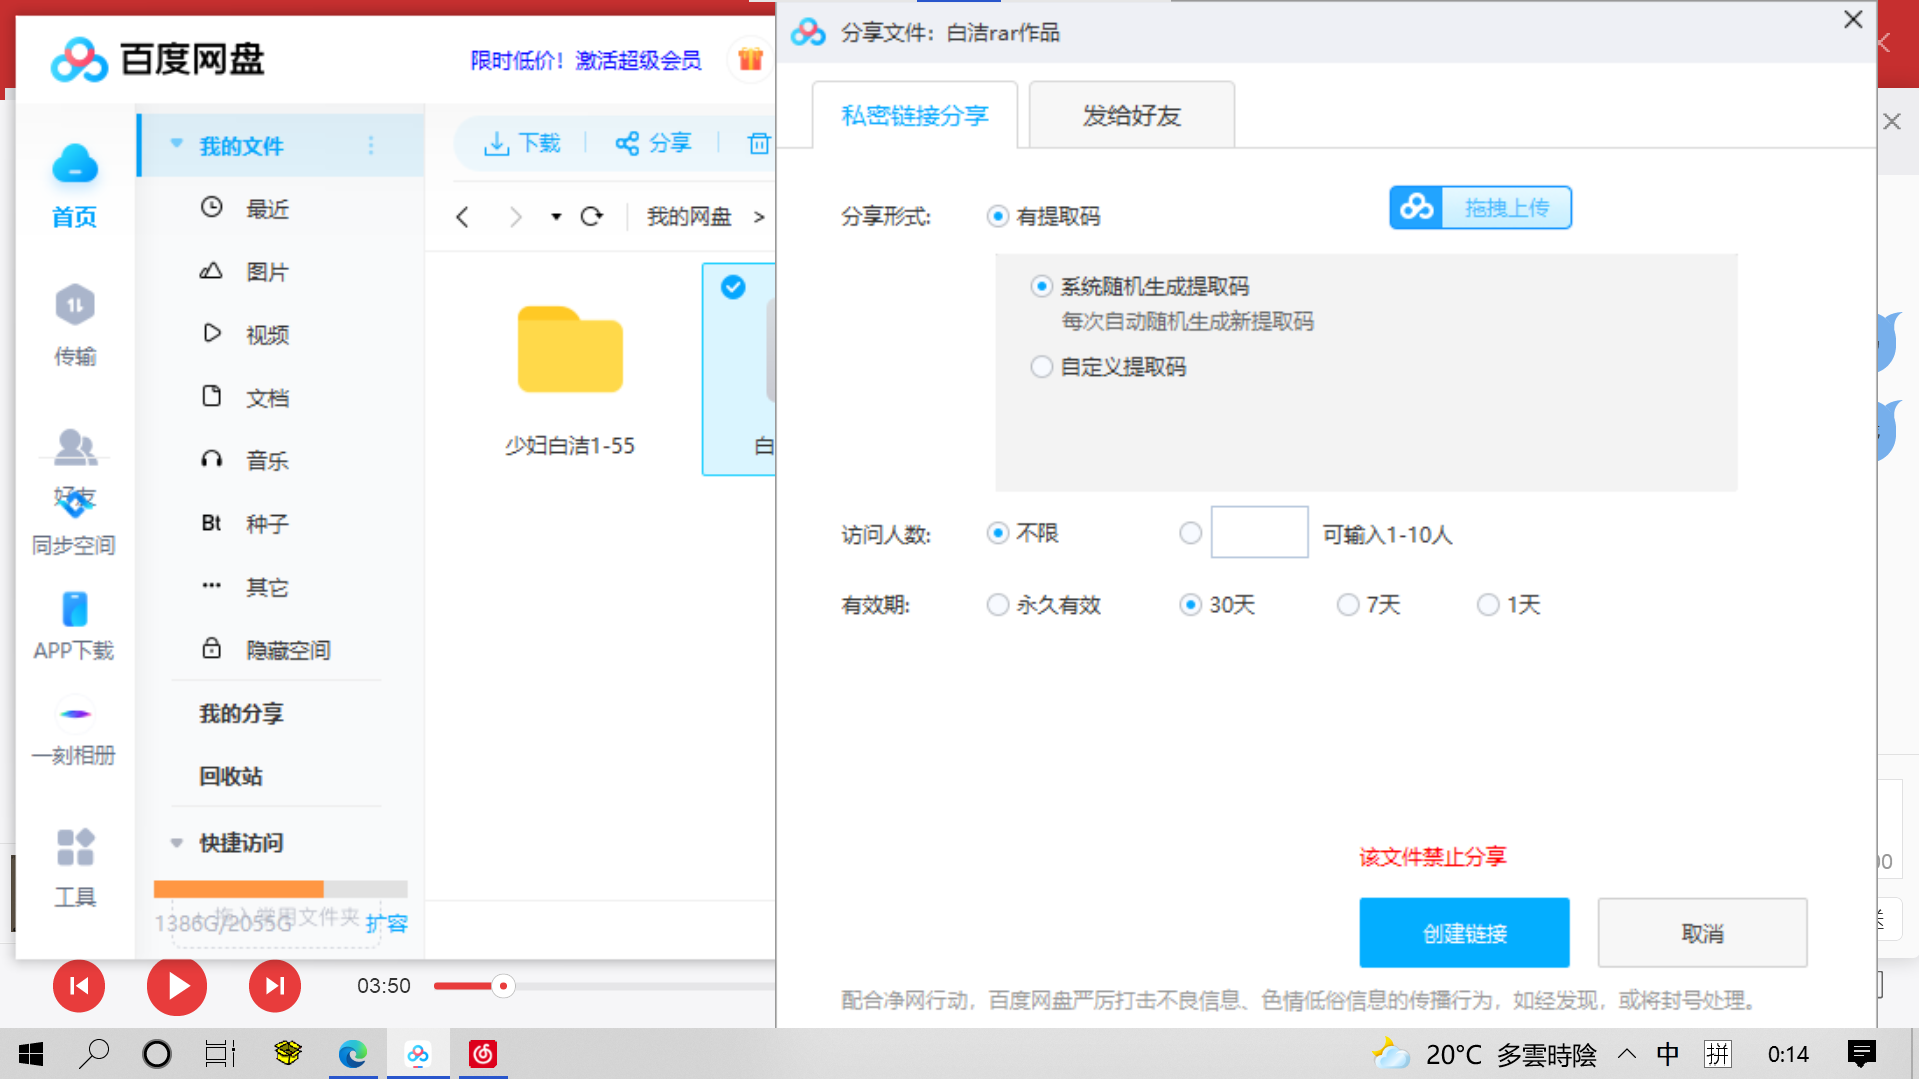 百度网盘
限时低价！激活超级会员
首页
传输
好友
同步空间
APP下载
一刻相册
工具
我的文件
最近
图片
视频
文档
音乐
Bt 种子
其它
隐藏空间
我的分享
回收站
快捷访问
拖入常用文件夹
1386G/2055G 扩容
下载 分享
我的网盘 >
少妇白洁1-55
白
分享文件：白洁rar作品
私密链接分享 发给好友
分享形式: 有提取码
拖拽上传
系统随机生成提取码
每次自动随机生成新提取码
自定义提取码
访问人数: 不限 可输入1-10人
有效期: 永久有效 30天 7天 1天
该文件禁止分享
创建链接 取消
配合净网行动，百度网盘严厉打击不良信息、色情低俗信息的传播行为，如经发现，或将封号处理。
03:50
20°C 多雲時陰 中 拼 0:14